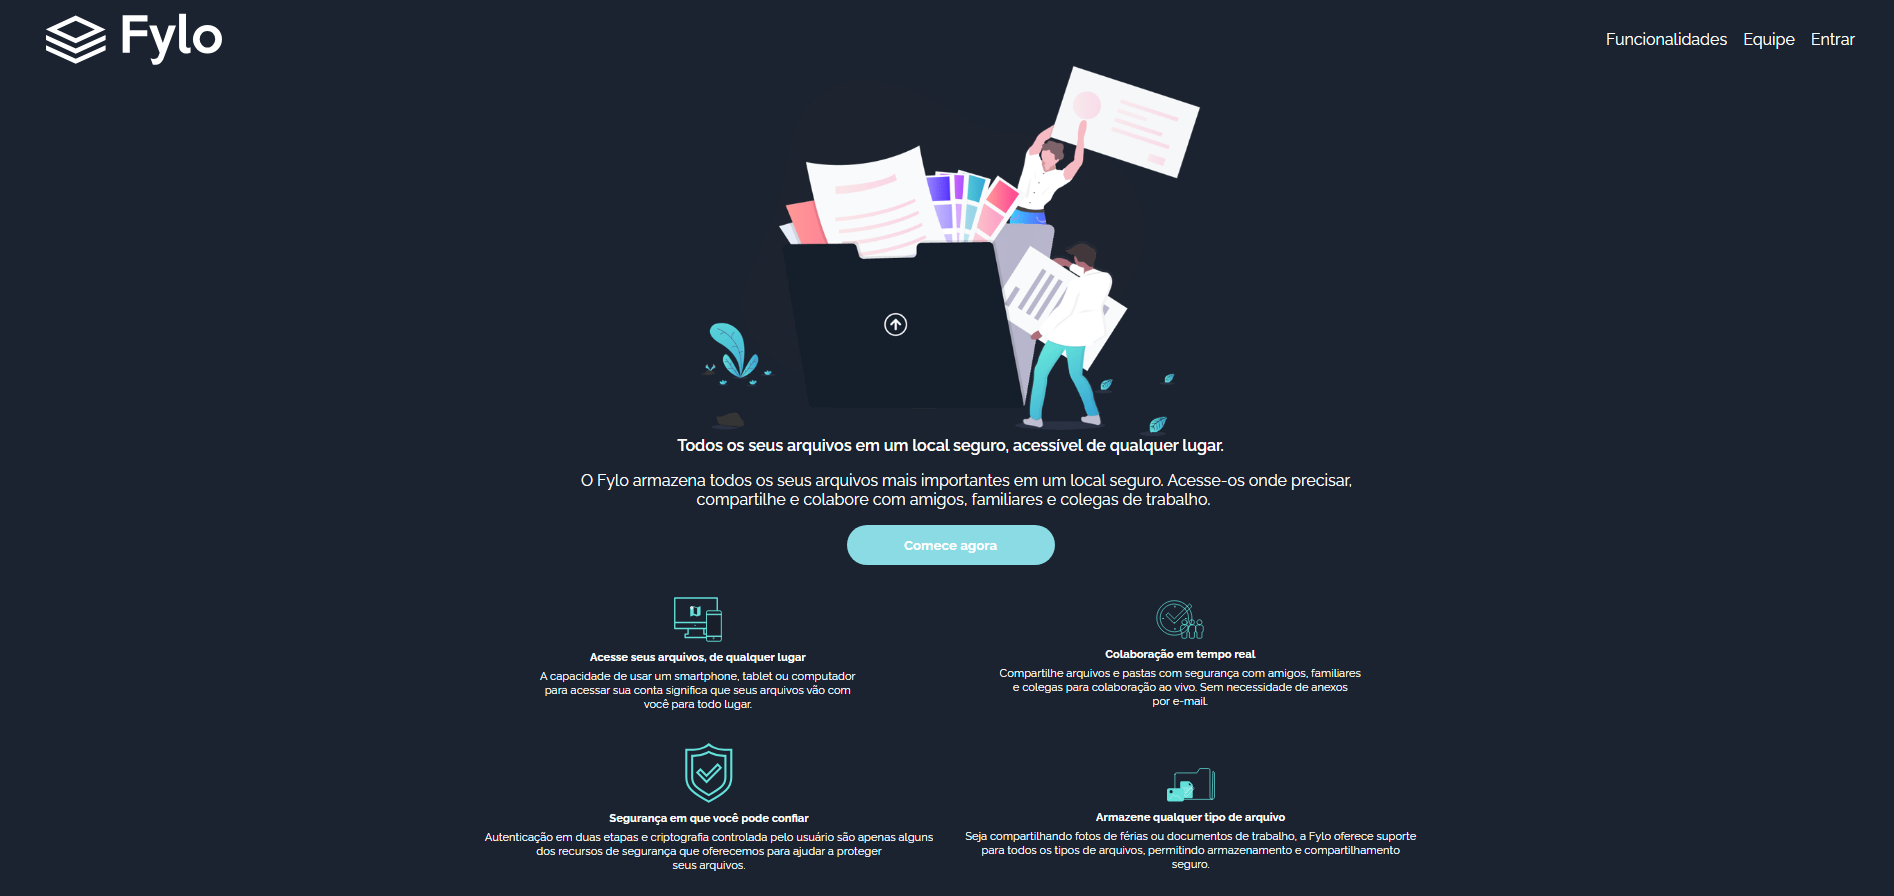 Fylo
Funcionalidades Equipe Entrar
Todos os seus arquivos em um local seguro, acessível de qualquer lugar.
O Fylo armazena todos os seus arquivos mais importantes em um local seguro. Acesse-os onde precisar,
compartilhe e colabore com amigos, familiares e colegas de trabalho.
Comece agora
Acesse seus arquivos, de qualquer lugar
A capacidade de usar um smartphone, tablet ou computador
para acessar sua conta significa que seus arquivos vão com
você para todo lugar.
Colaboração em tempo real
Compartilhe arquivos e pastas com segurança com amigos, familiares
e colegas para colaboração ao vivo. Sem necessidade de anexos
por e-mail.
Segurança em que você pode confiar
Autenticação em duas etapas e criptografia controlada pelo usuário são apenas alguns
dos recursos de segurança que oferecemos para ajudar a proteger
seus arquivos.
Armazene qualquer tipo de arquivo
Seja compartilhando fotos de férias ou documentos de trabalho, a Fylo oferece suporte
para todos os tipos de arquivos, permitindo armazenamento e compartilhamento
seguro.